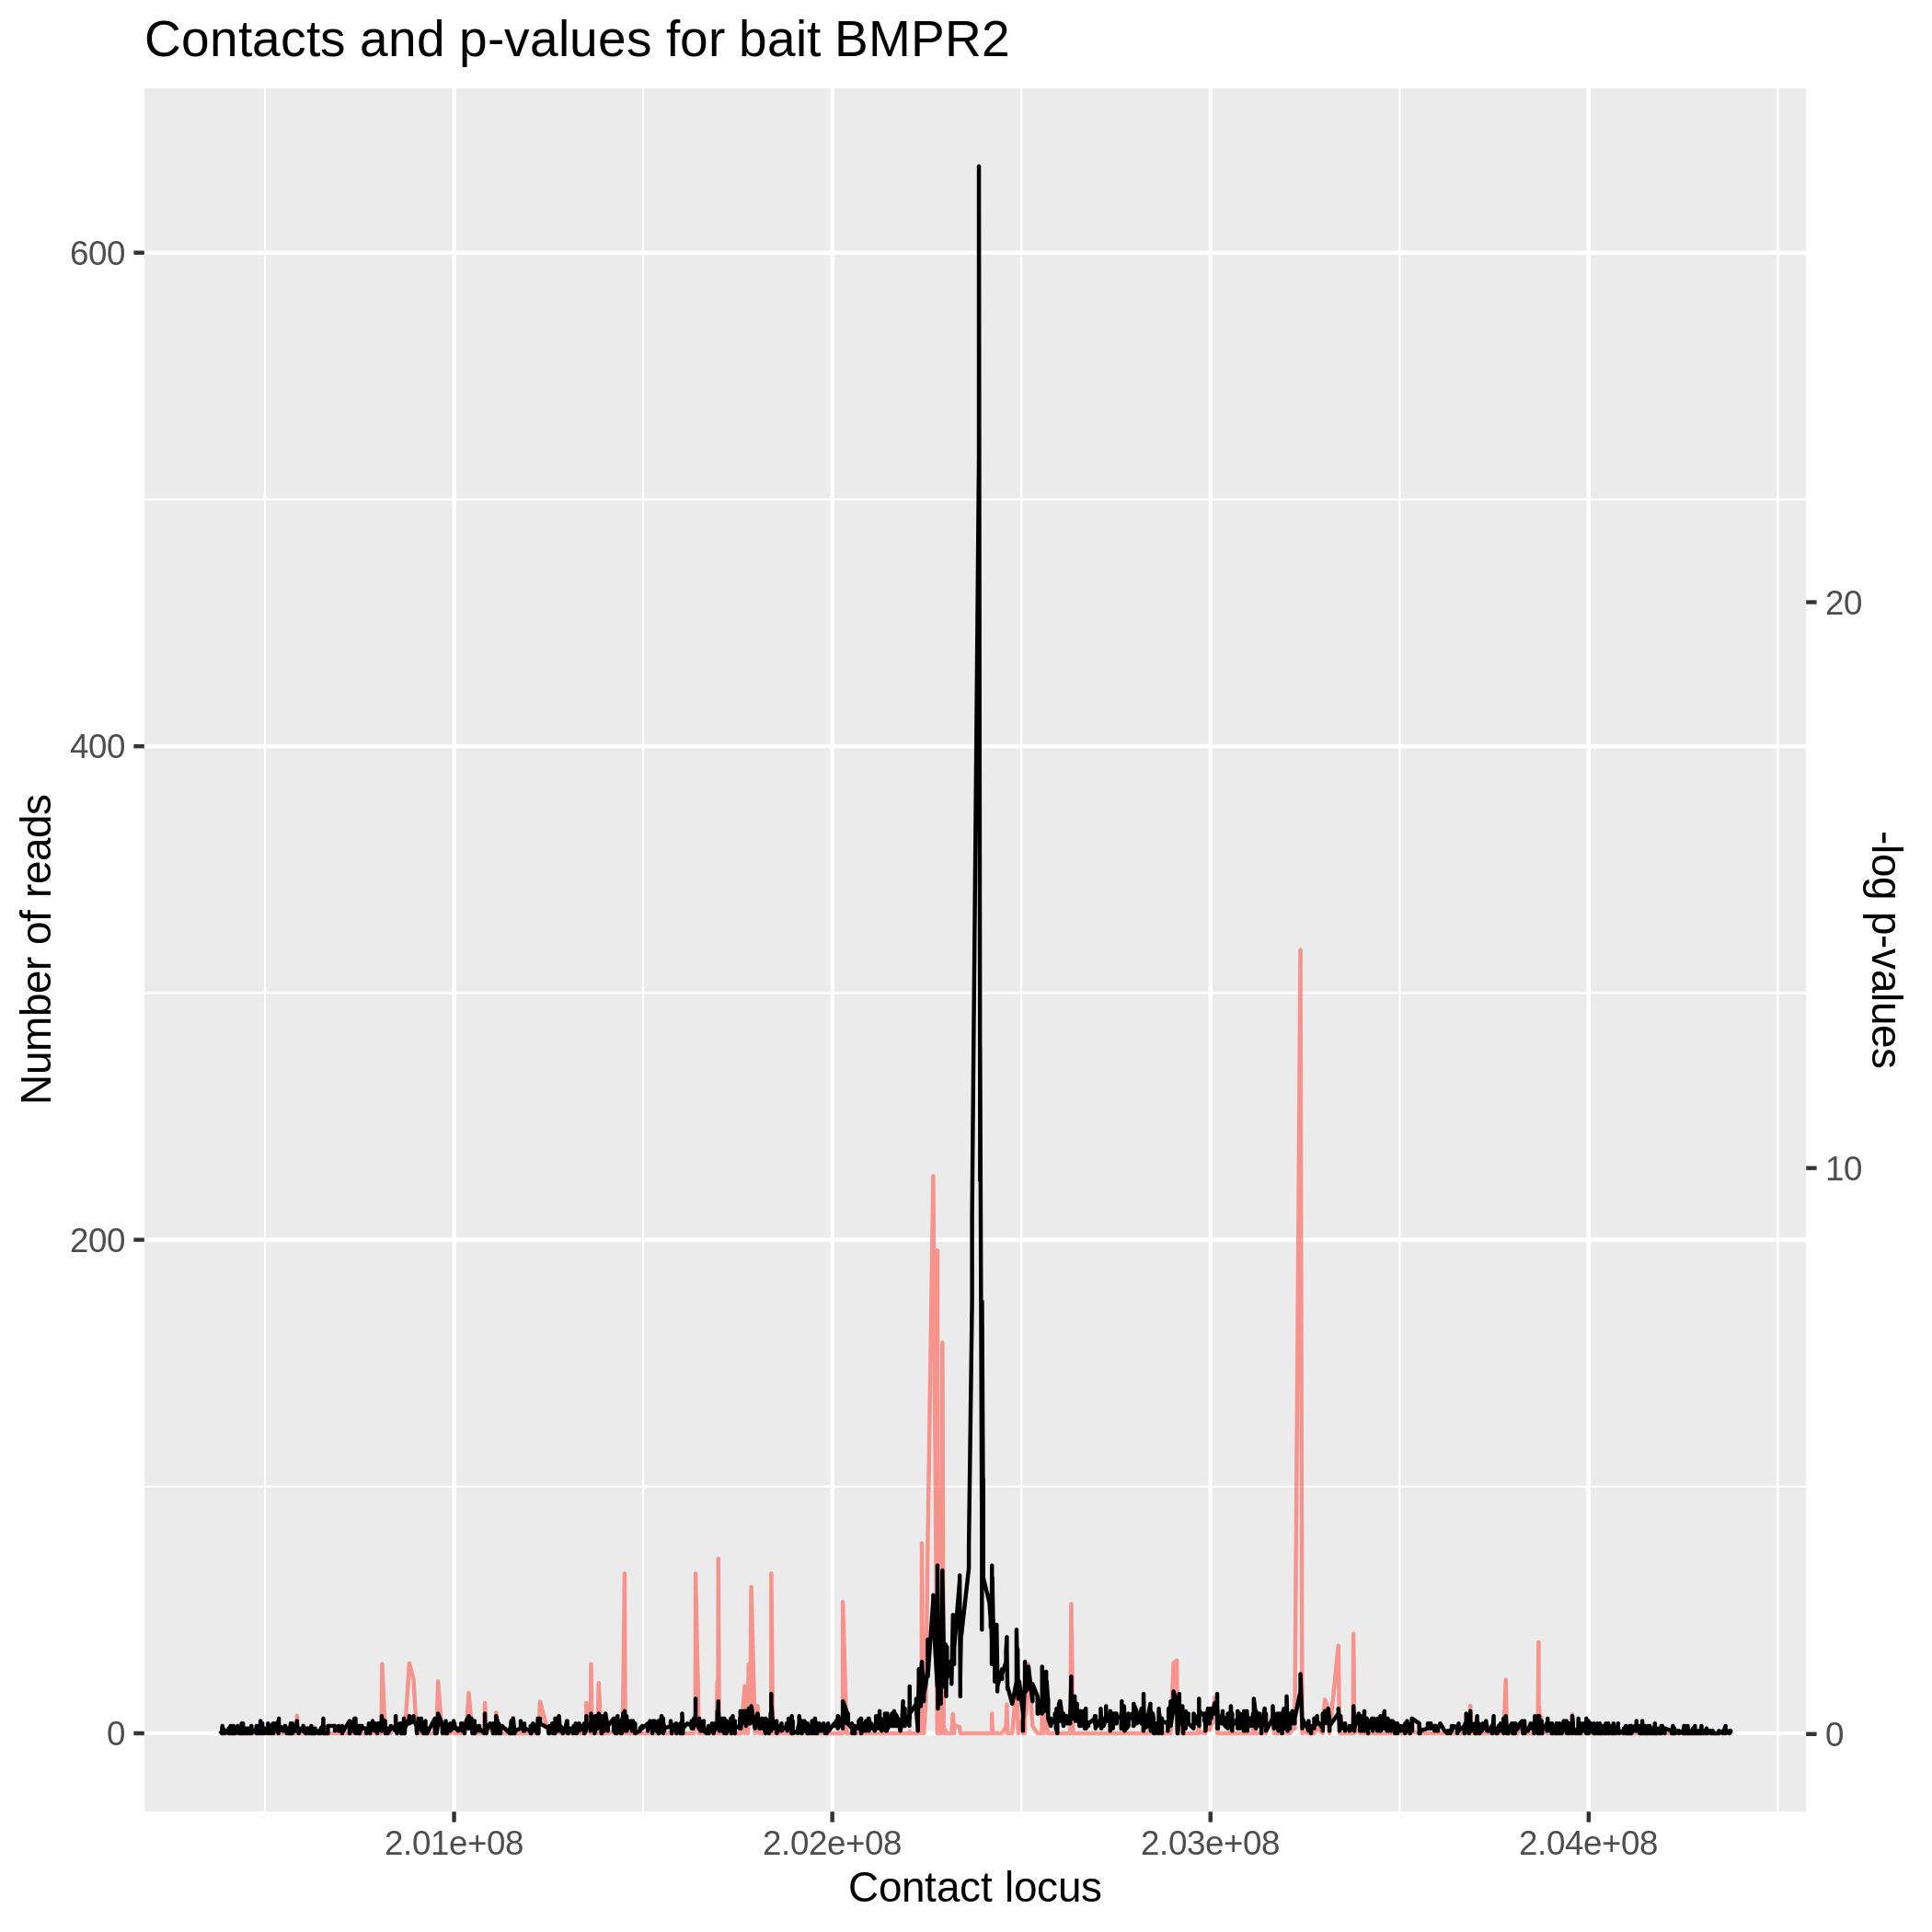 Contacts and p-values for bait BMPR2
600
400
200
0
Number of reads
20
10
0
-log p-values
2.01e+08
2.02e+08
2.03e+08
2.04e+08
Contact locus